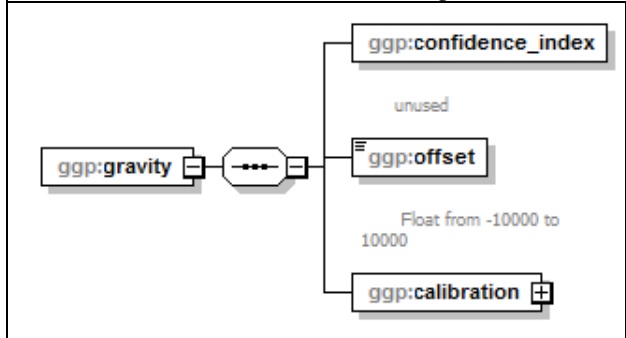 ggp:confidence_index
unused
ggp:gravity
ggp:offset
Float from -10000 to
10000
ggp:calibration